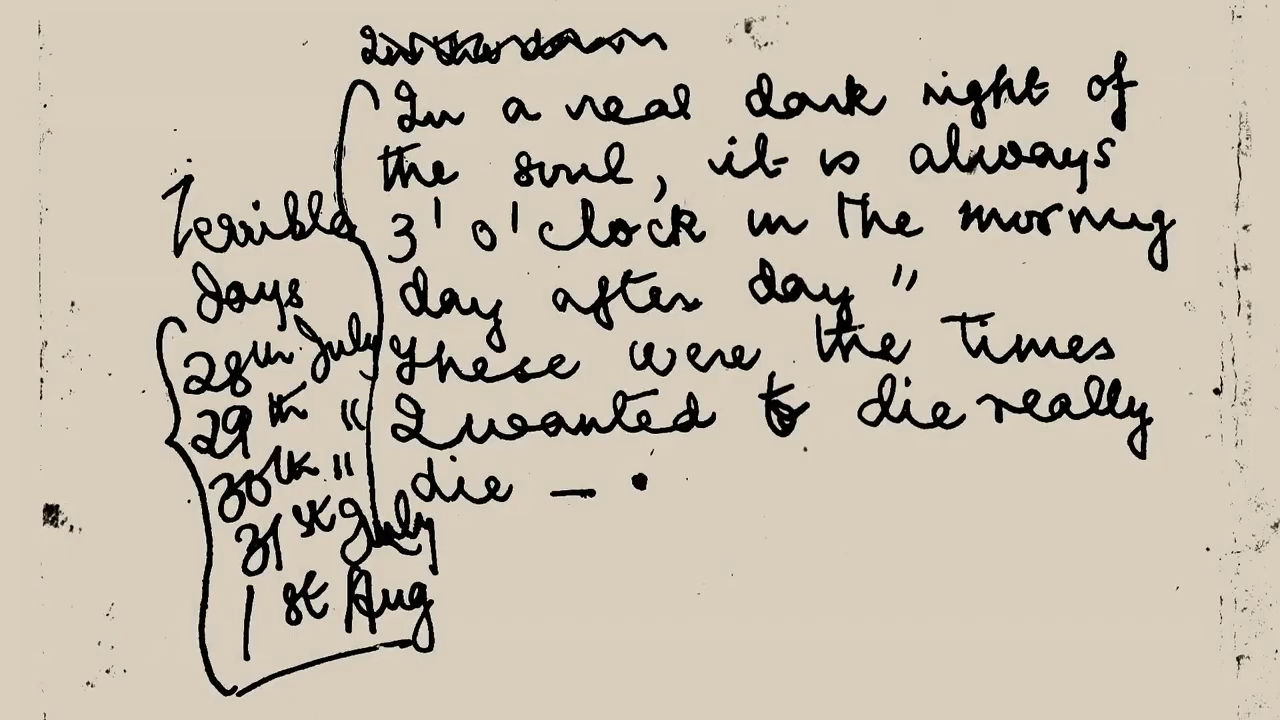 In a real dark night of
the soul, it is always
3' o' clock in the morning
day after day "
These were the times
I wanted to die really
die — .
Terrible
days
28th July
29th "
30th "
31st July
1st Aug